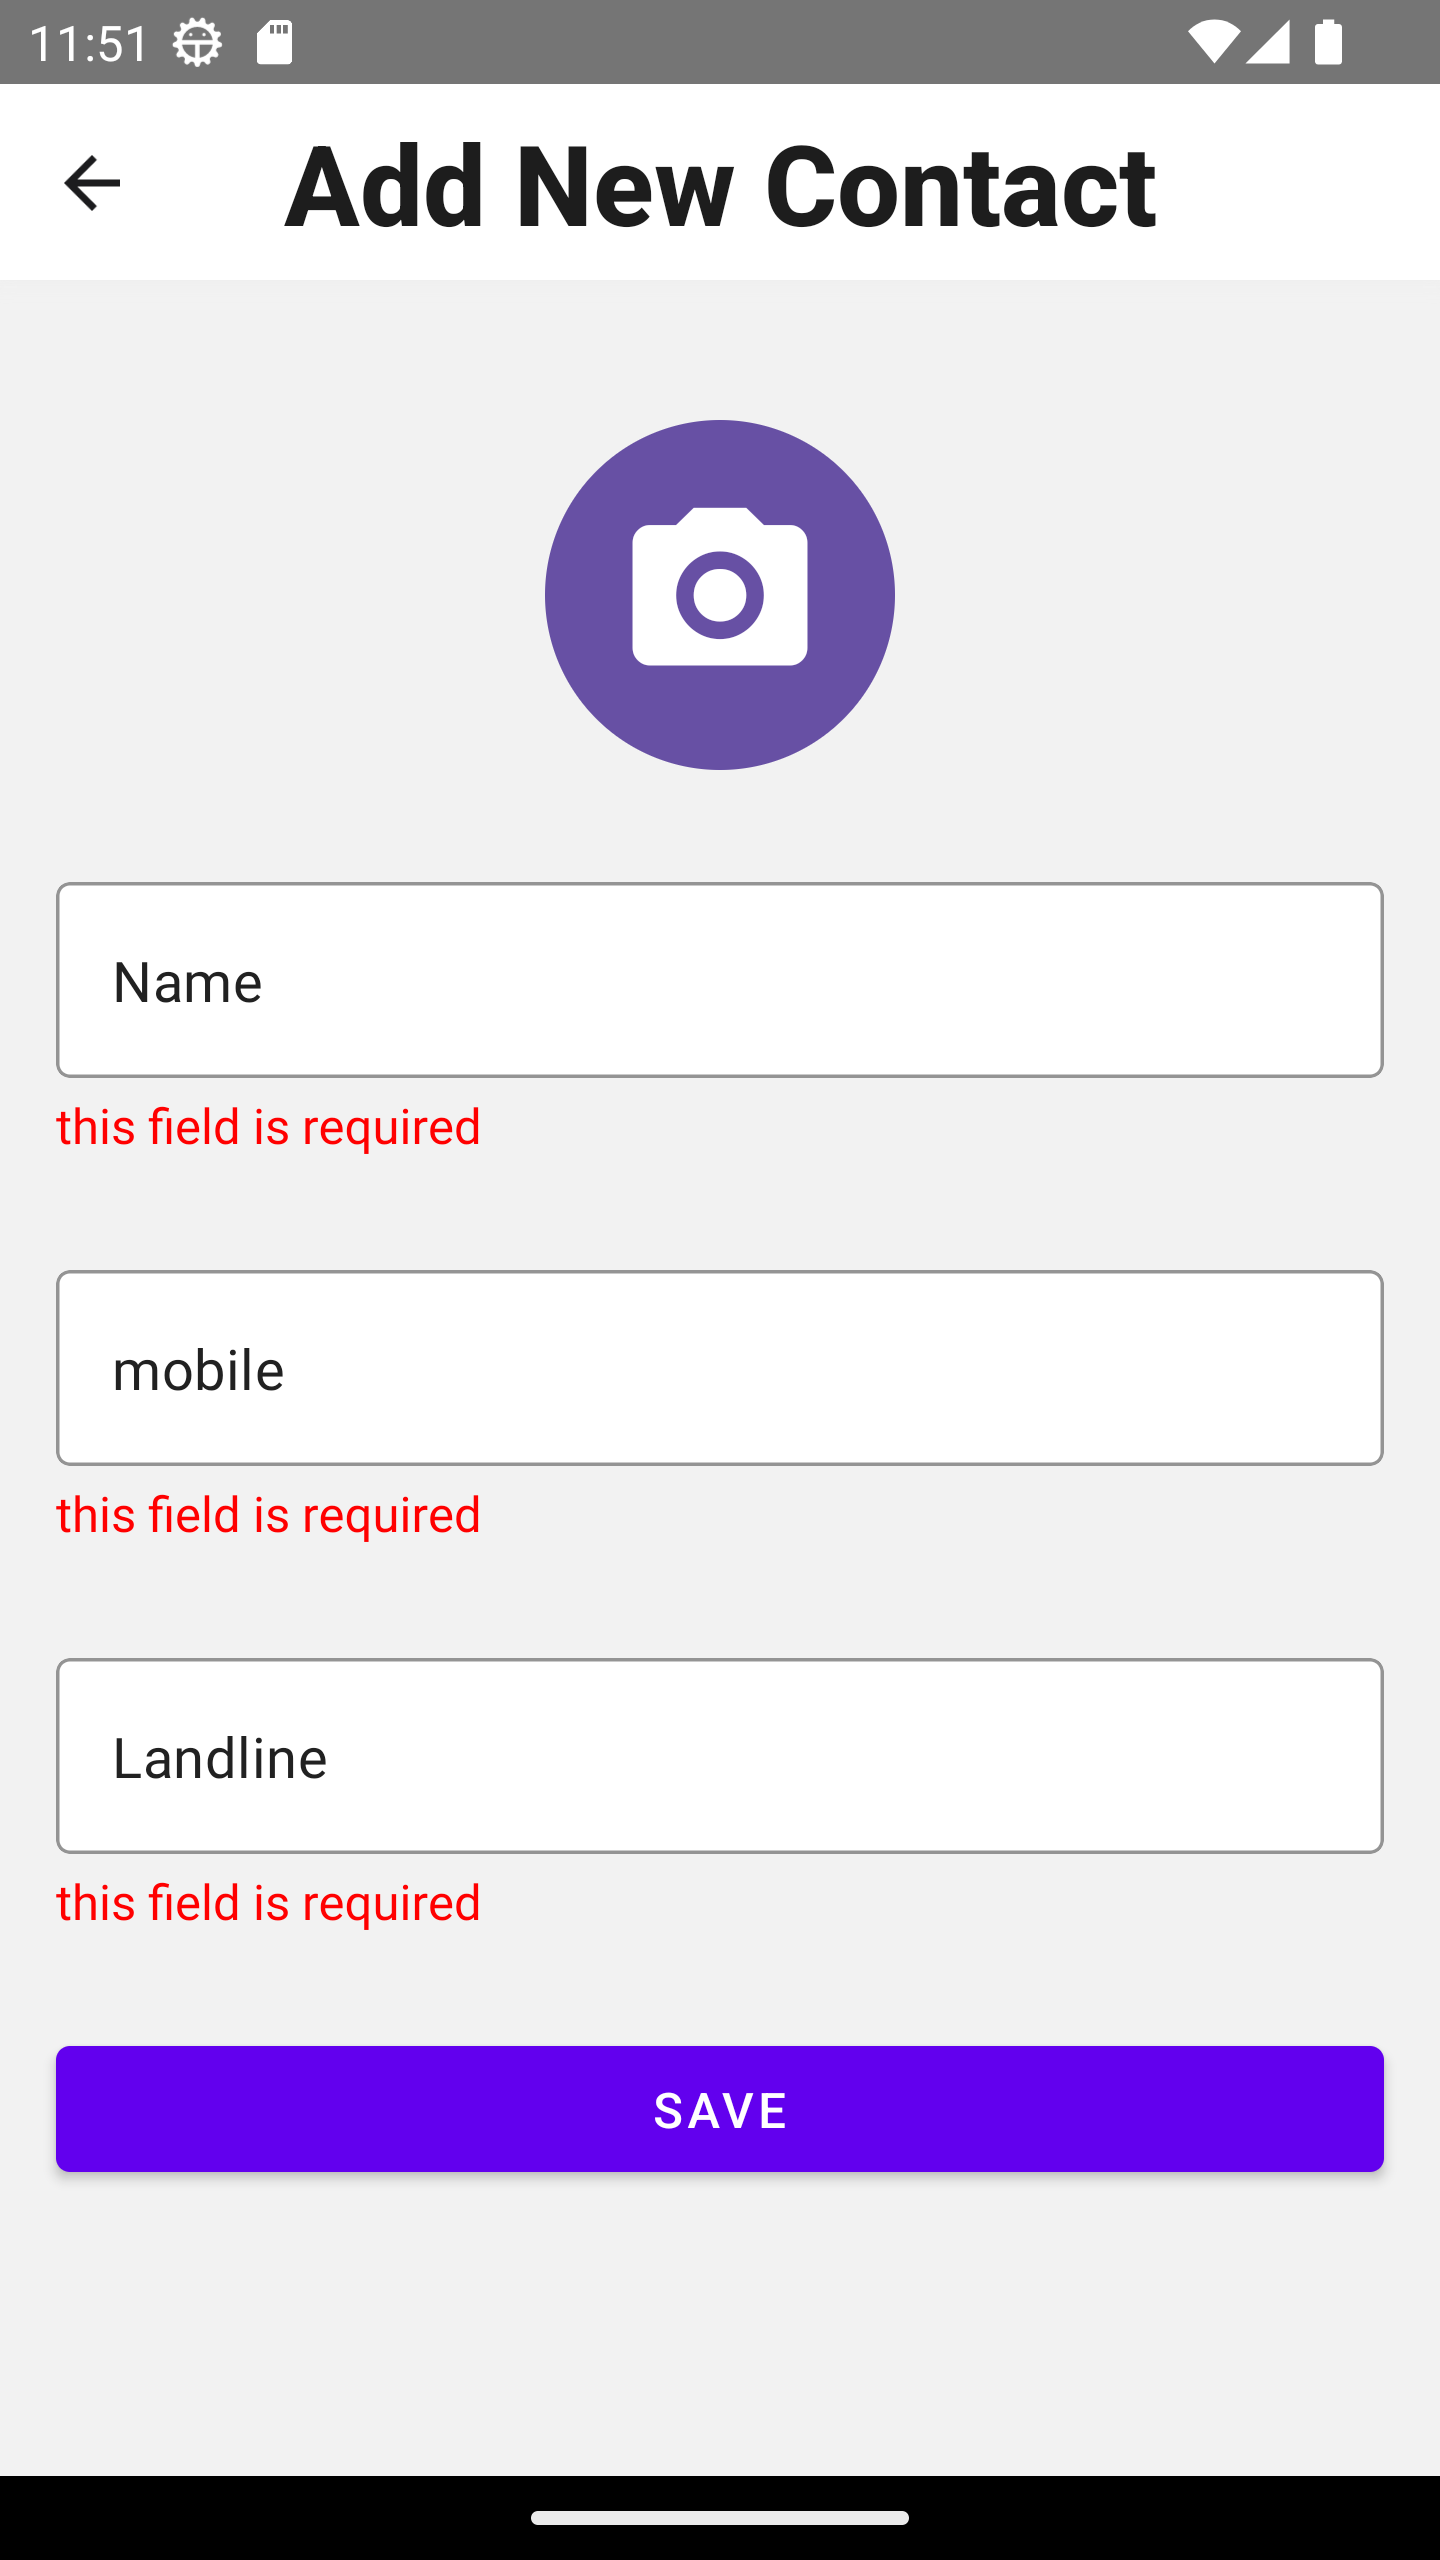 11:51
Add New Contact
Name
this field is required
mobile
this field is required
Landline
this field is required
SAVE